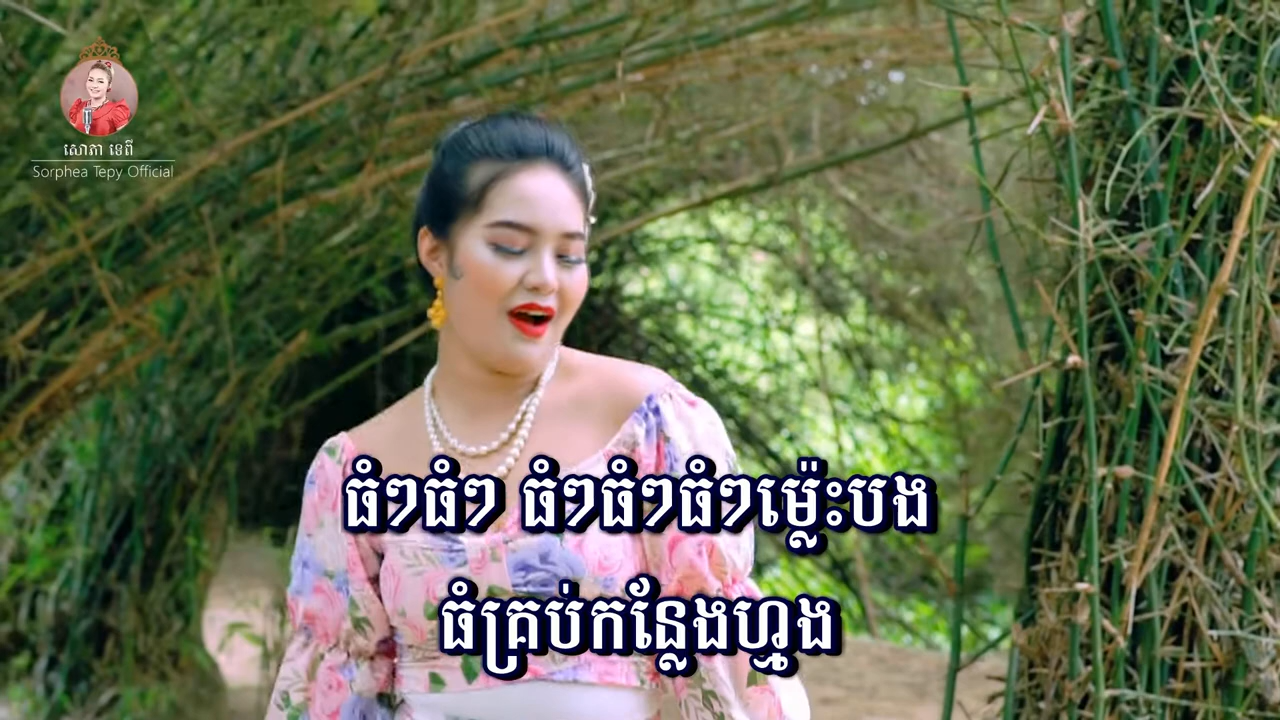 សោភា ទេពី
Sorphea Tepy Official
ធំៗធំៗ ធំៗធំៗធំៗម្ល៉េះបង
ធំគ្រប់កន្លែងហ្មង